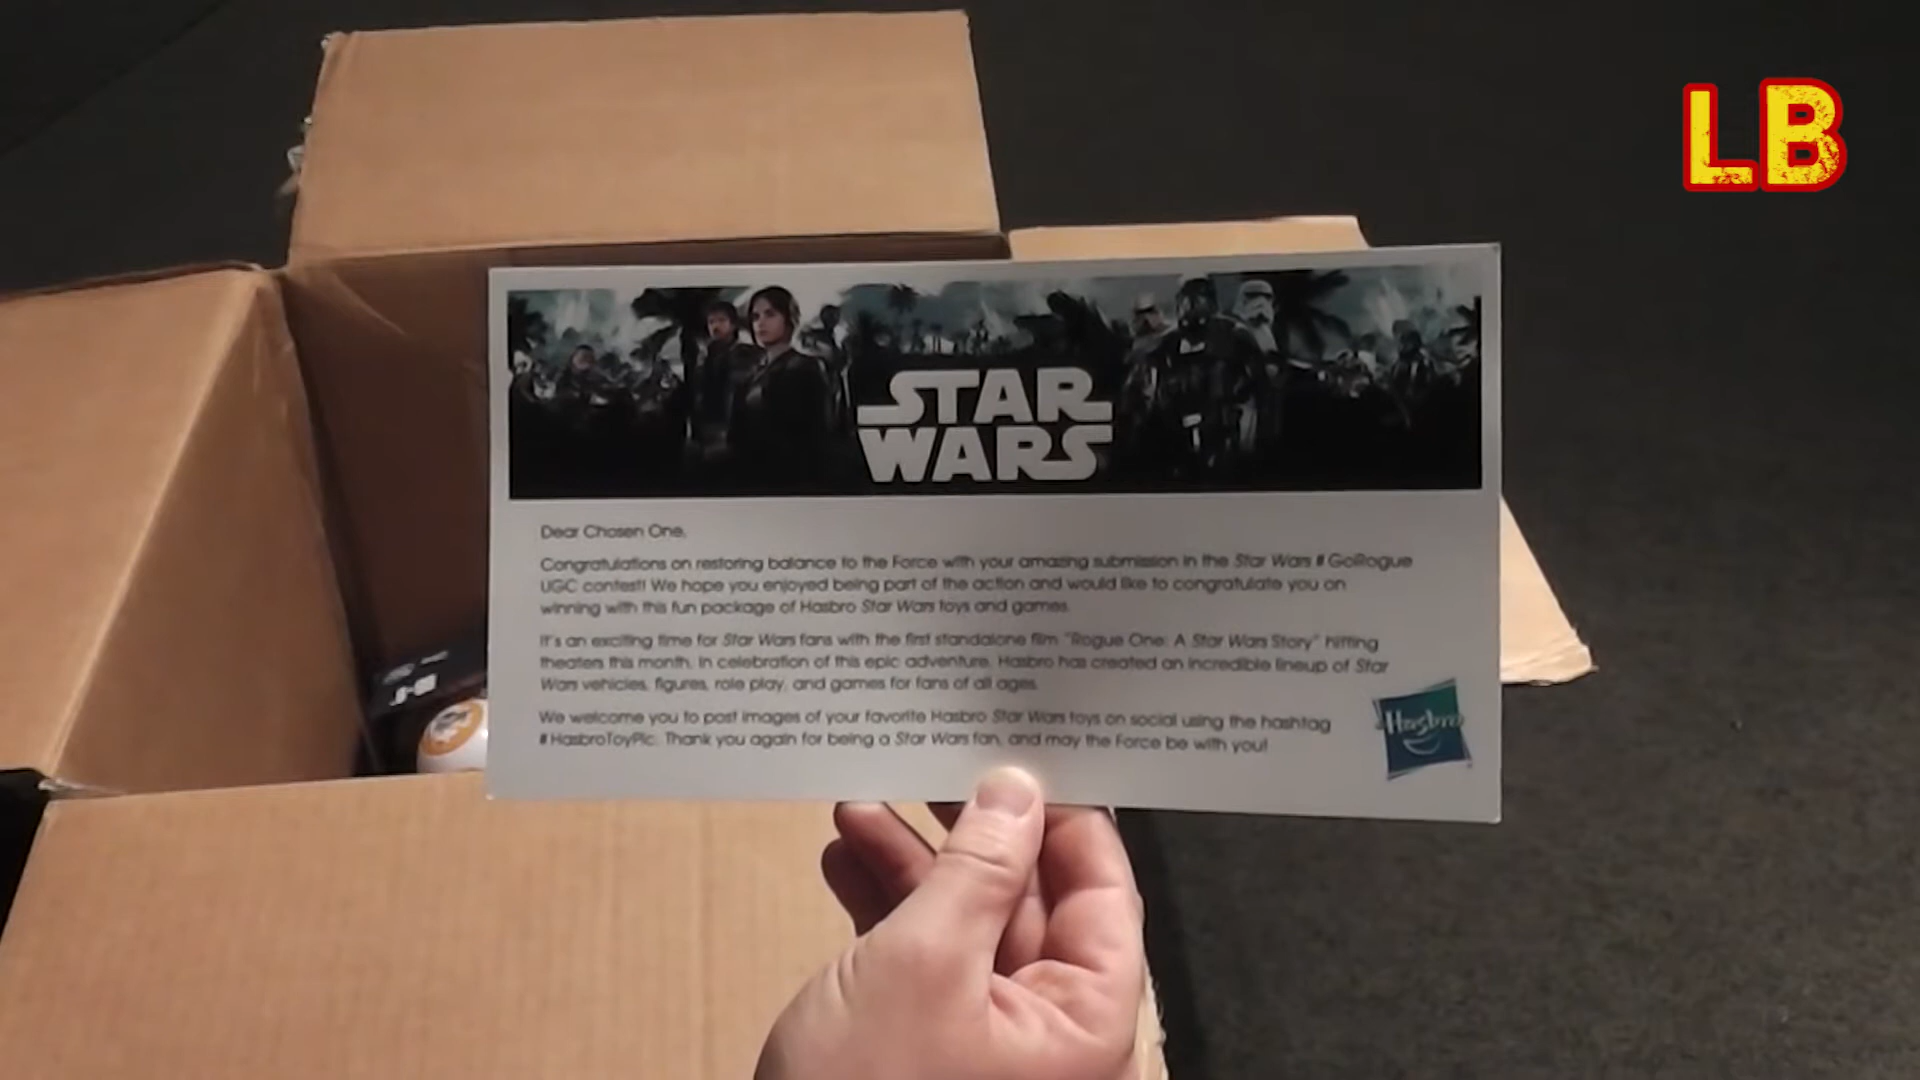 LB
STAR
WARS
Dear Chosen One,
Congratulations on restoring balance to the Force with your amazing submission in the Star Wars #GoRogue
UGC contest! We hope you enjoyed being part of the action and would like to congratulate you on
winning with this fun package of Hasbro Star Wars toys and games.
It's an exciting time for Star Wars fans with the first standalone film "Rogue One: A Star Wars Story" hitting
theaters this month. In celebration of this epic adventure, Hasbro has created an incredible lineup of Star
Wars vehicles, figures, role play, and games for fans of all ages.
We welcome you to post images of your favorite Hasbro Star Wars toys on social using the hashtag
#HasbroToyPic. Thank you again for being a Star Wars fan, and may the Force be with you!
Hasbro